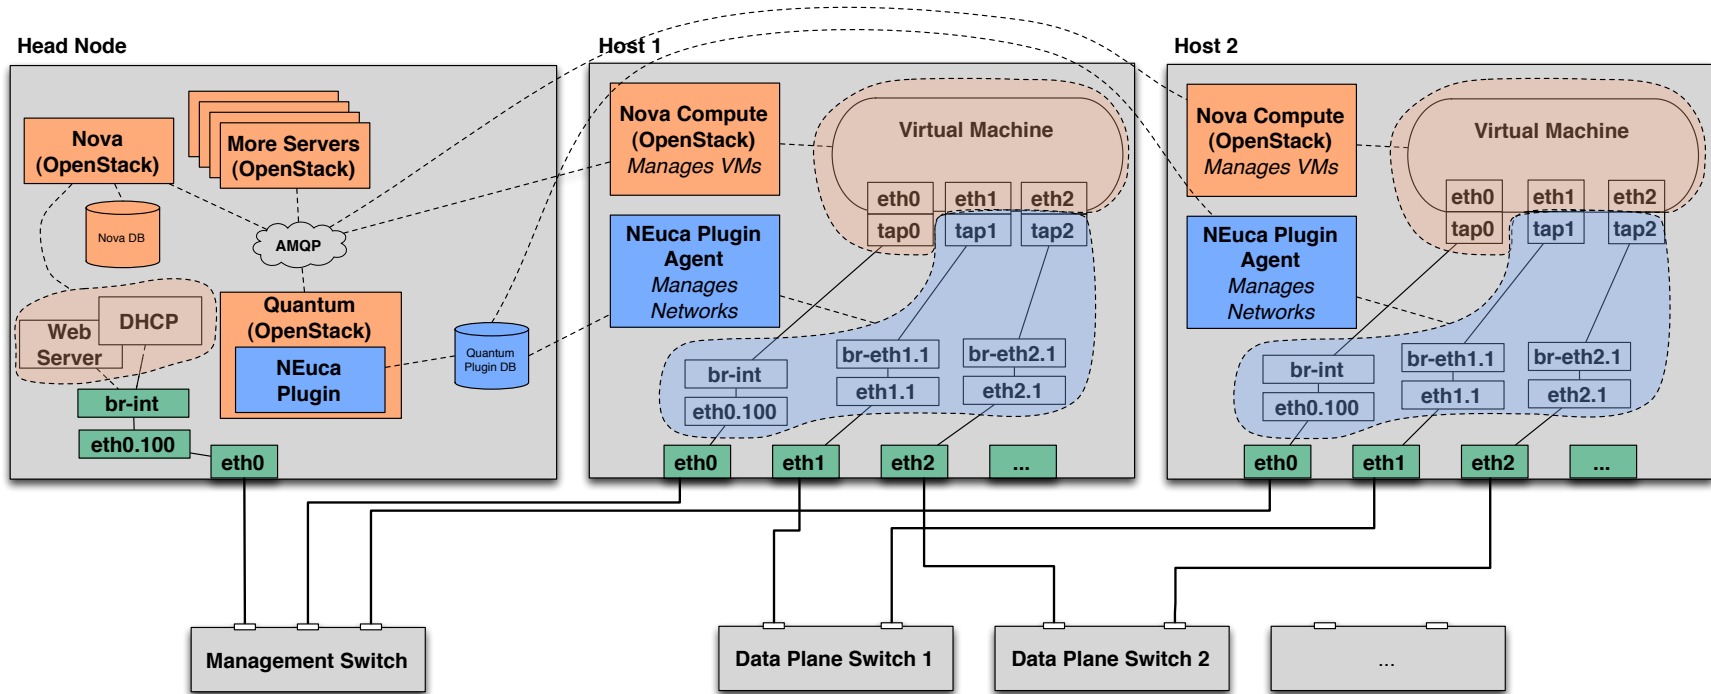 Head Node
Nova
(OpenStack)
More Servers
(OpenStack)
Nova DB
AMQP
Web
Server
DHCP
Quantum
(OpenStack)
NEuca
Plugin
Quantum
Plugin DB
br-int
eth0.100
eth0
Host 1
Nova Compute
(OpenStack)
Manages VMs
Virtual Machine
eth0
eth1
eth2
tap0
tap1
tap2
NEuca Plugin
Agent
Manages
Networks
br-int
br-eth1.1
br-eth2.1
eth0.100
eth1.1
eth2.1
eth0
eth1
eth2
...
Host 2
Nova Compute
(OpenStack)
Manages VMs
Virtual Machine
eth0
eth1
eth2
tap0
tap1
tap2
NEuca Plugin
Agent
Manages
Networks
br-int
br-eth1.1
br-eth2.1
eth0.100
eth1.1
eth2.1
eth0
eth1
eth2
...
Management Switch
Data Plane Switch 1
Data Plane Switch 2
...